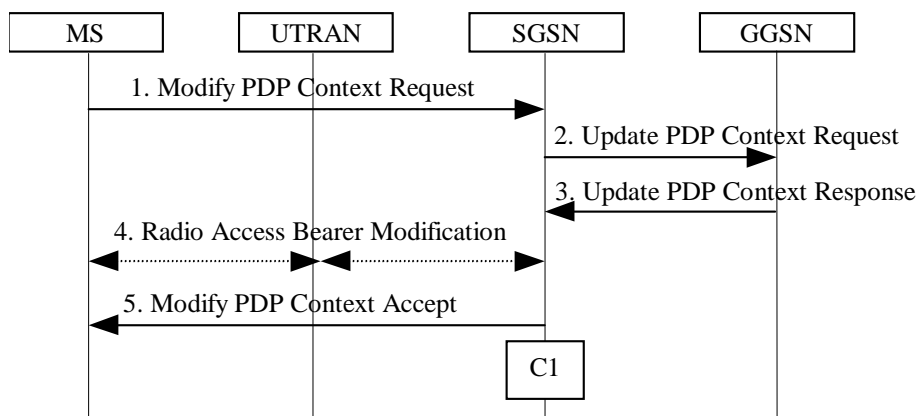 MS UTRAN SGSN GGSN
1. Modify PDP Context Request
2. Update PDP Context Request
3. Update PDP Context Response
4. Radio Access Bearer Modification
5. Modify PDP Context Accept
C1